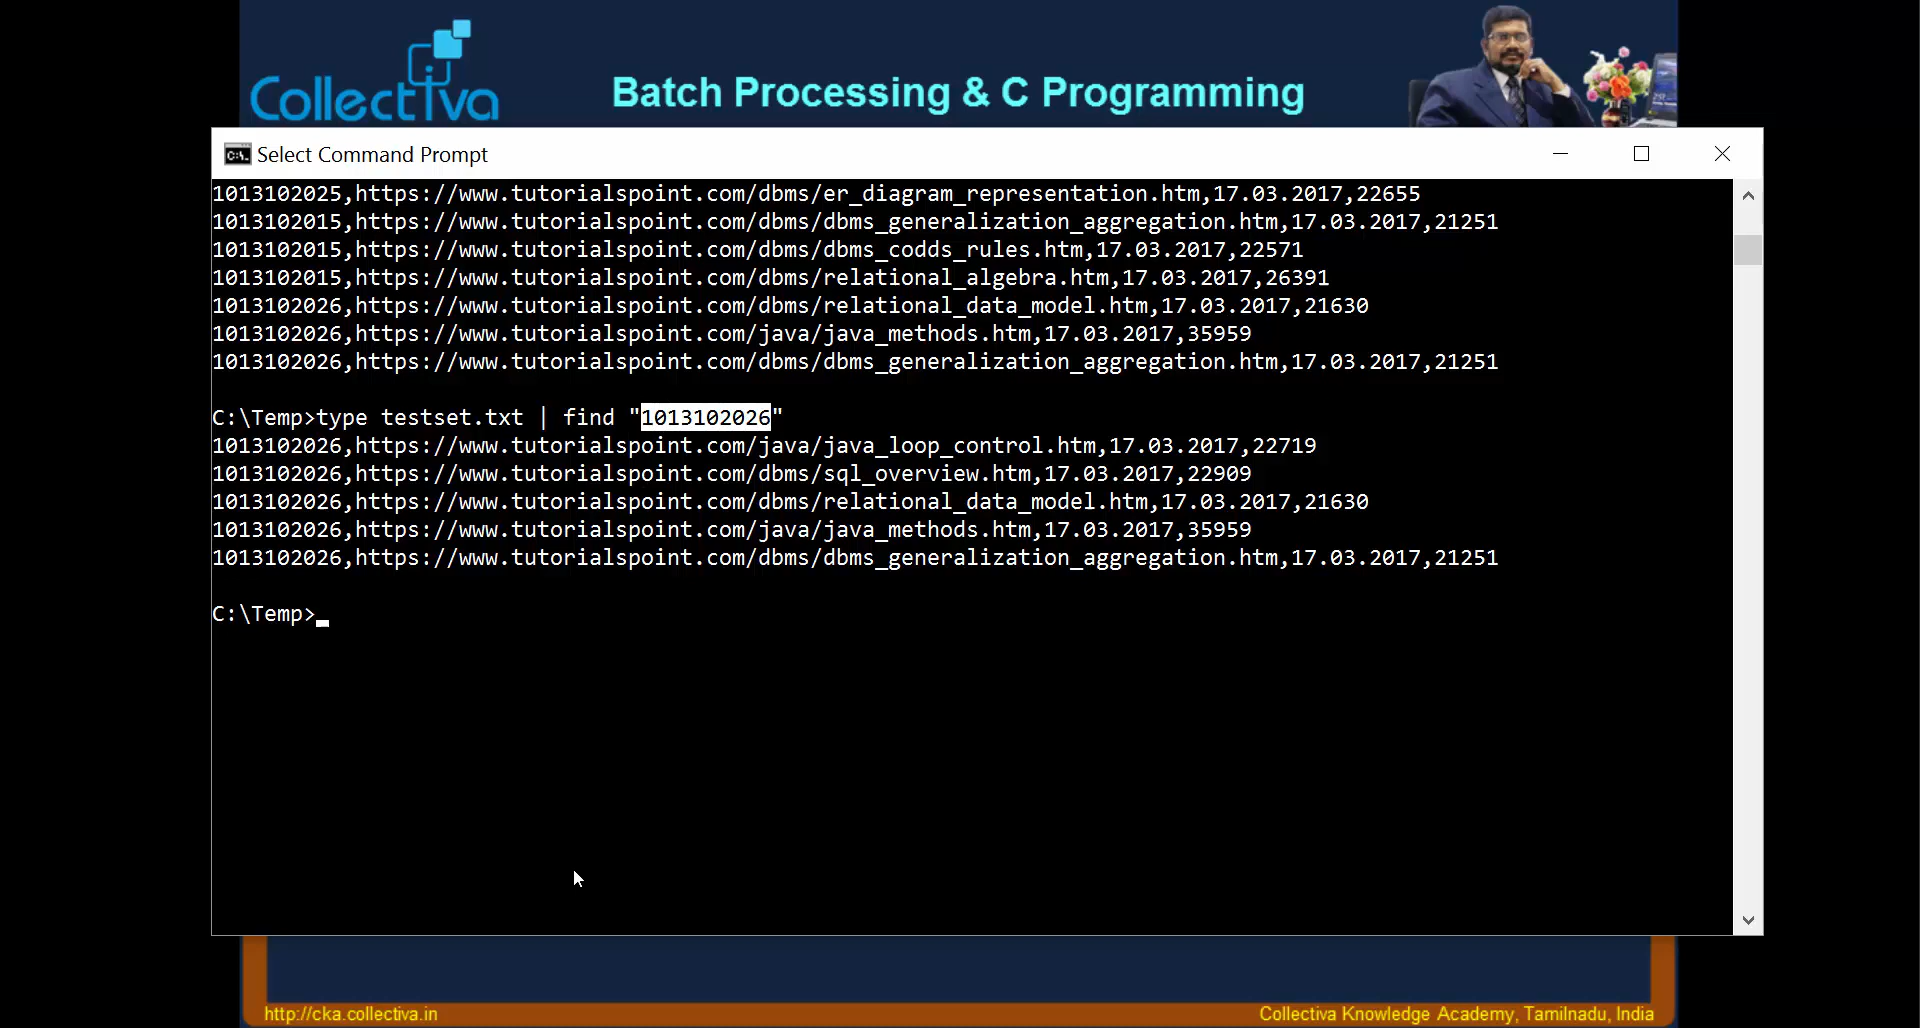 Collectiva
Batch Processing & C Programming
Select Command Prompt
1013102025,https://www.tutorialspoint.com/dbms/er_diagram_representation.htm,17.03.2017,22655
1013102015,https://www.tutorialspoint.com/dbms/dbms_generalization_aggregation.htm,17.03.2017,21251
1013102015,https://www.tutorialspoint.com/dbms/dbms_codds_rules.htm,17.03.2017,22571
1013102015,https://www.tutorialspoint.com/dbms/relational_algebra.htm,17.03.2017,26391
1013102026,https://www.tutorialspoint.com/dbms/relational_data_model.htm,17.03.2017,21630
1013102026,https://www.tutorialspoint.com/java/java_methods.htm,17.03.2017,35959
1013102026,https://www.tutorialspoint.com/dbms/dbms_generalization_aggregation.htm,17.03.2017,21251
C:\Temp>type testset.txt | find "1013102026"
1013102026,https://www.tutorialspoint.com/java/java_loop_control.htm,17.03.2017,22719
1013102026,https://www.tutorialspoint.com/dbms/sql_overview.htm,17.03.2017,22909
1013102026,https://www.tutorialspoint.com/dbms/relational_data_model.htm,17.03.2017,21630
1013102026,https://www.tutorialspoint.com/java/java_methods.htm,17.03.2017,35959
1013102026,https://www.tutorialspoint.com/dbms/dbms_generalization_aggregation.htm,17.03.2017,21251
C:\Temp>
http://cka.collectiva.in
Collectiva Knowledge Academy, Tamilnadu, India